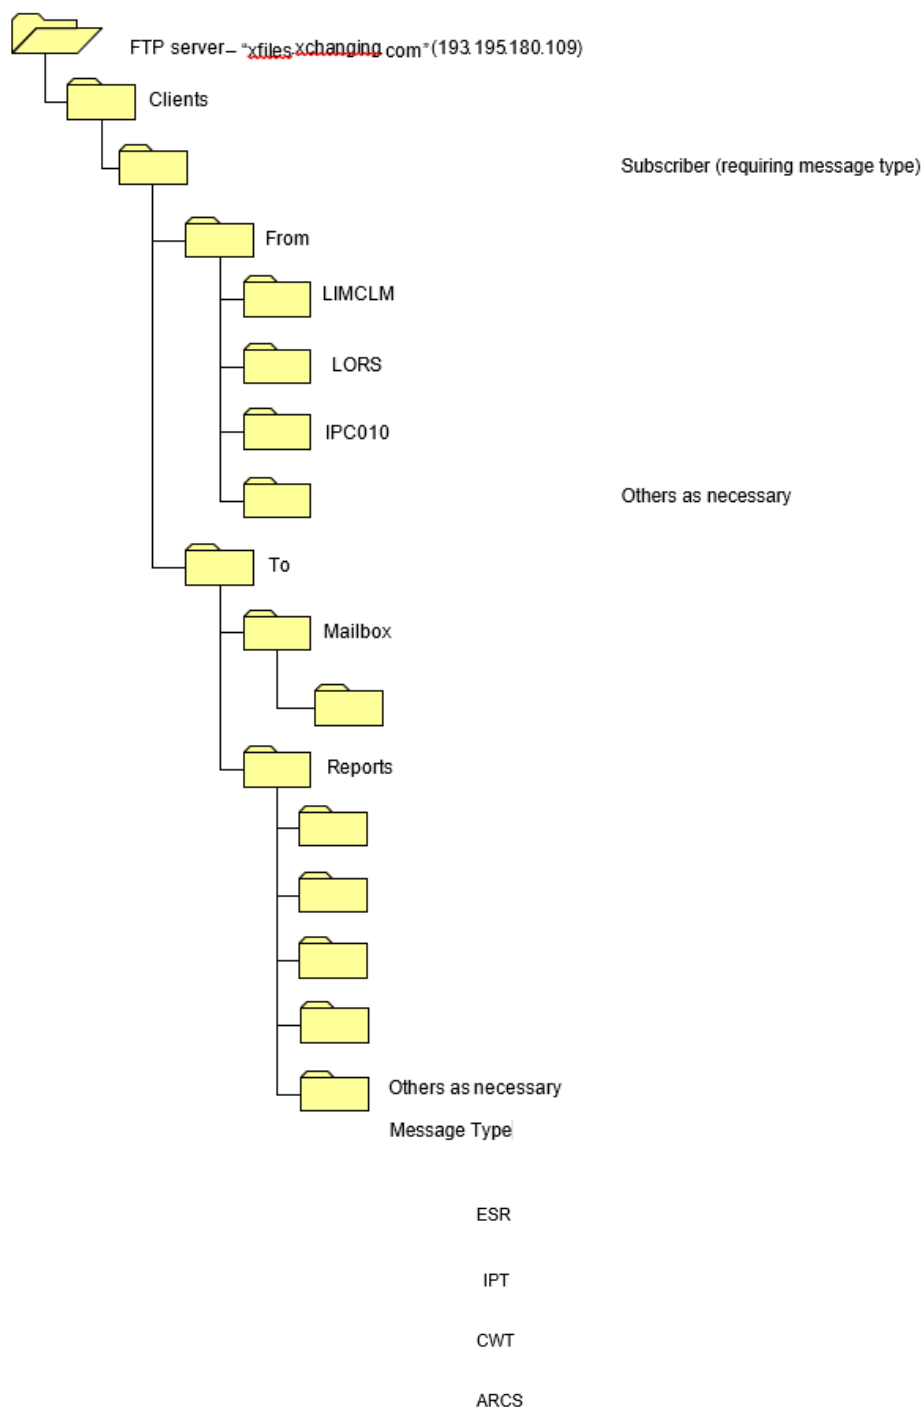 FTP server– “xfiles.xchanging.com” (193.195.180.109)
Clients
Subscriber (requiring message type)
From
LIMCLM
LORS
IPC010
Others as necessary
To
Mailbox
Reports
Others as necessary
Message Type
ESR
IPT
CWT
ARCS